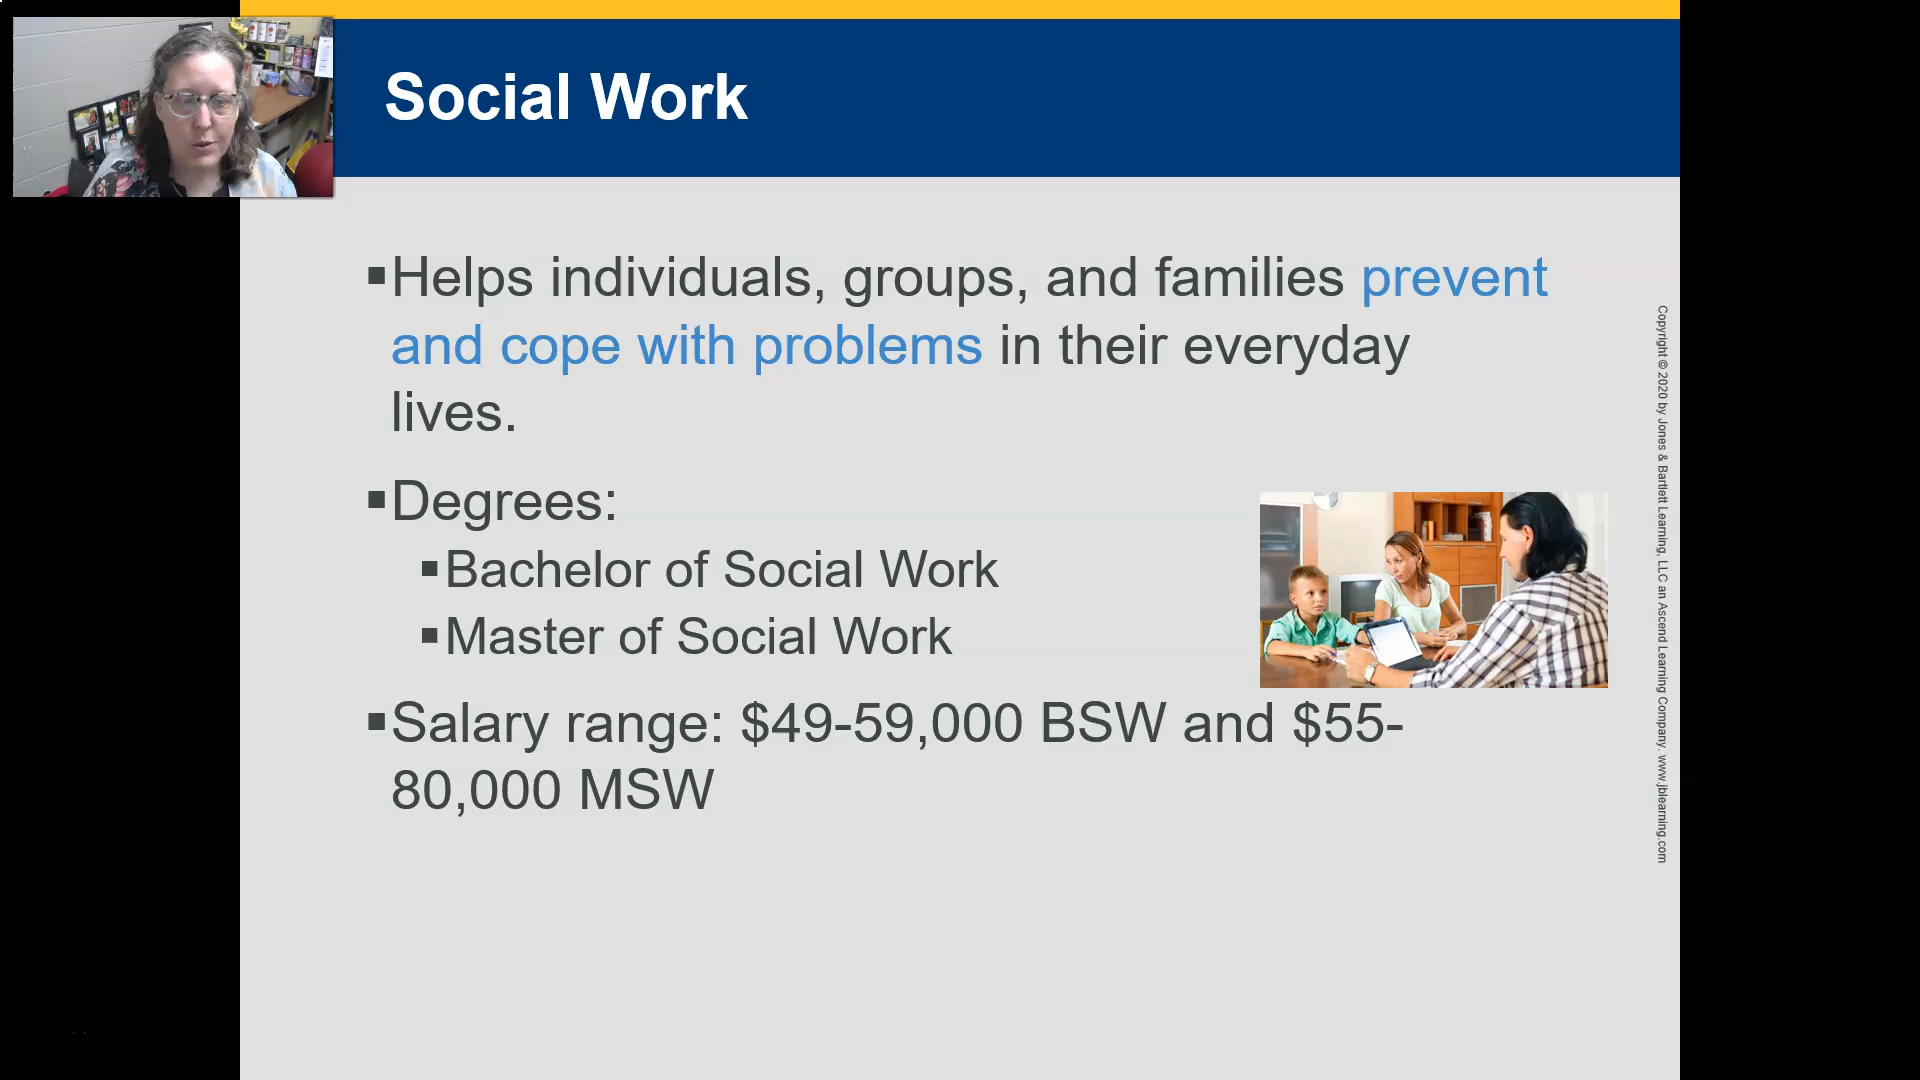 Social Work
▪Helps individuals, groups, and families prevent
and cope with problems in their everyday
lives.
▪Degrees:
▪Bachelor of Social Work
▪Master of Social Work
▪Salary range: $49-59,000 BSW and $55-
80,000 MSW
Copyright © 2020 by Jones & Bartlett Learning, LLC an Ascend Learning Company. www.jblearning.com